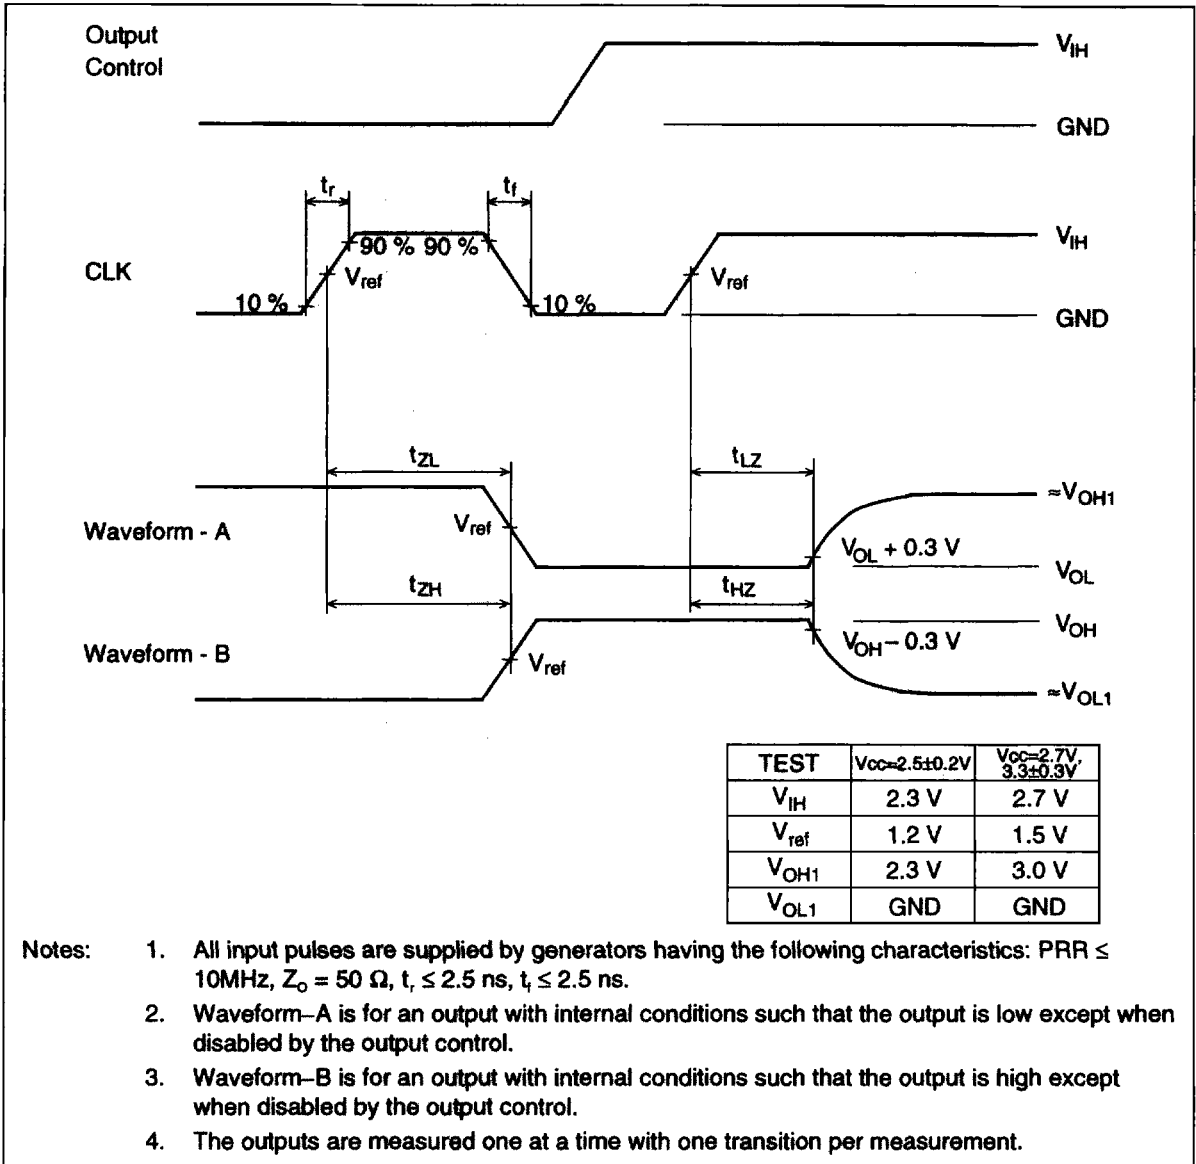 Output
Control
V_IH
GND
t_r
t_f
90 % 90 %
V_IH
CLK
V_ref
V_ref
10 %
10 %
GND
t_ZL
t_LZ
≈V_OH1
Waveform - A
V_ref
V_OL + 0.3 V
V_OL
t_ZH
t_HZ
V_OH
V_OH − 0.3 V
Waveform - B
V_ref
≈V_OL1
TEST Vcc=2.5±0.2V Vcc=2.7V, 3.3±0.3V
V_IH 2.3 V 2.7 V
V_ref 1.2 V 1.5 V
V_OH1 2.3 V 3.0 V
V_OL1 GND GND
Notes: 1. All input pulses are supplied by generators having the following characteristics: PRR ≤
10MHz, Z_o = 50 Ω, t_r ≤ 2.5 ns, t_f ≤ 2.5 ns.
2. Waveform–A is for an output with internal conditions such that the output is low except when
disabled by the output control.
3. Waveform–B is for an output with internal conditions such that the output is high except
when disabled by the output control.
4. The outputs are measured one at a time with one transition per measurement.